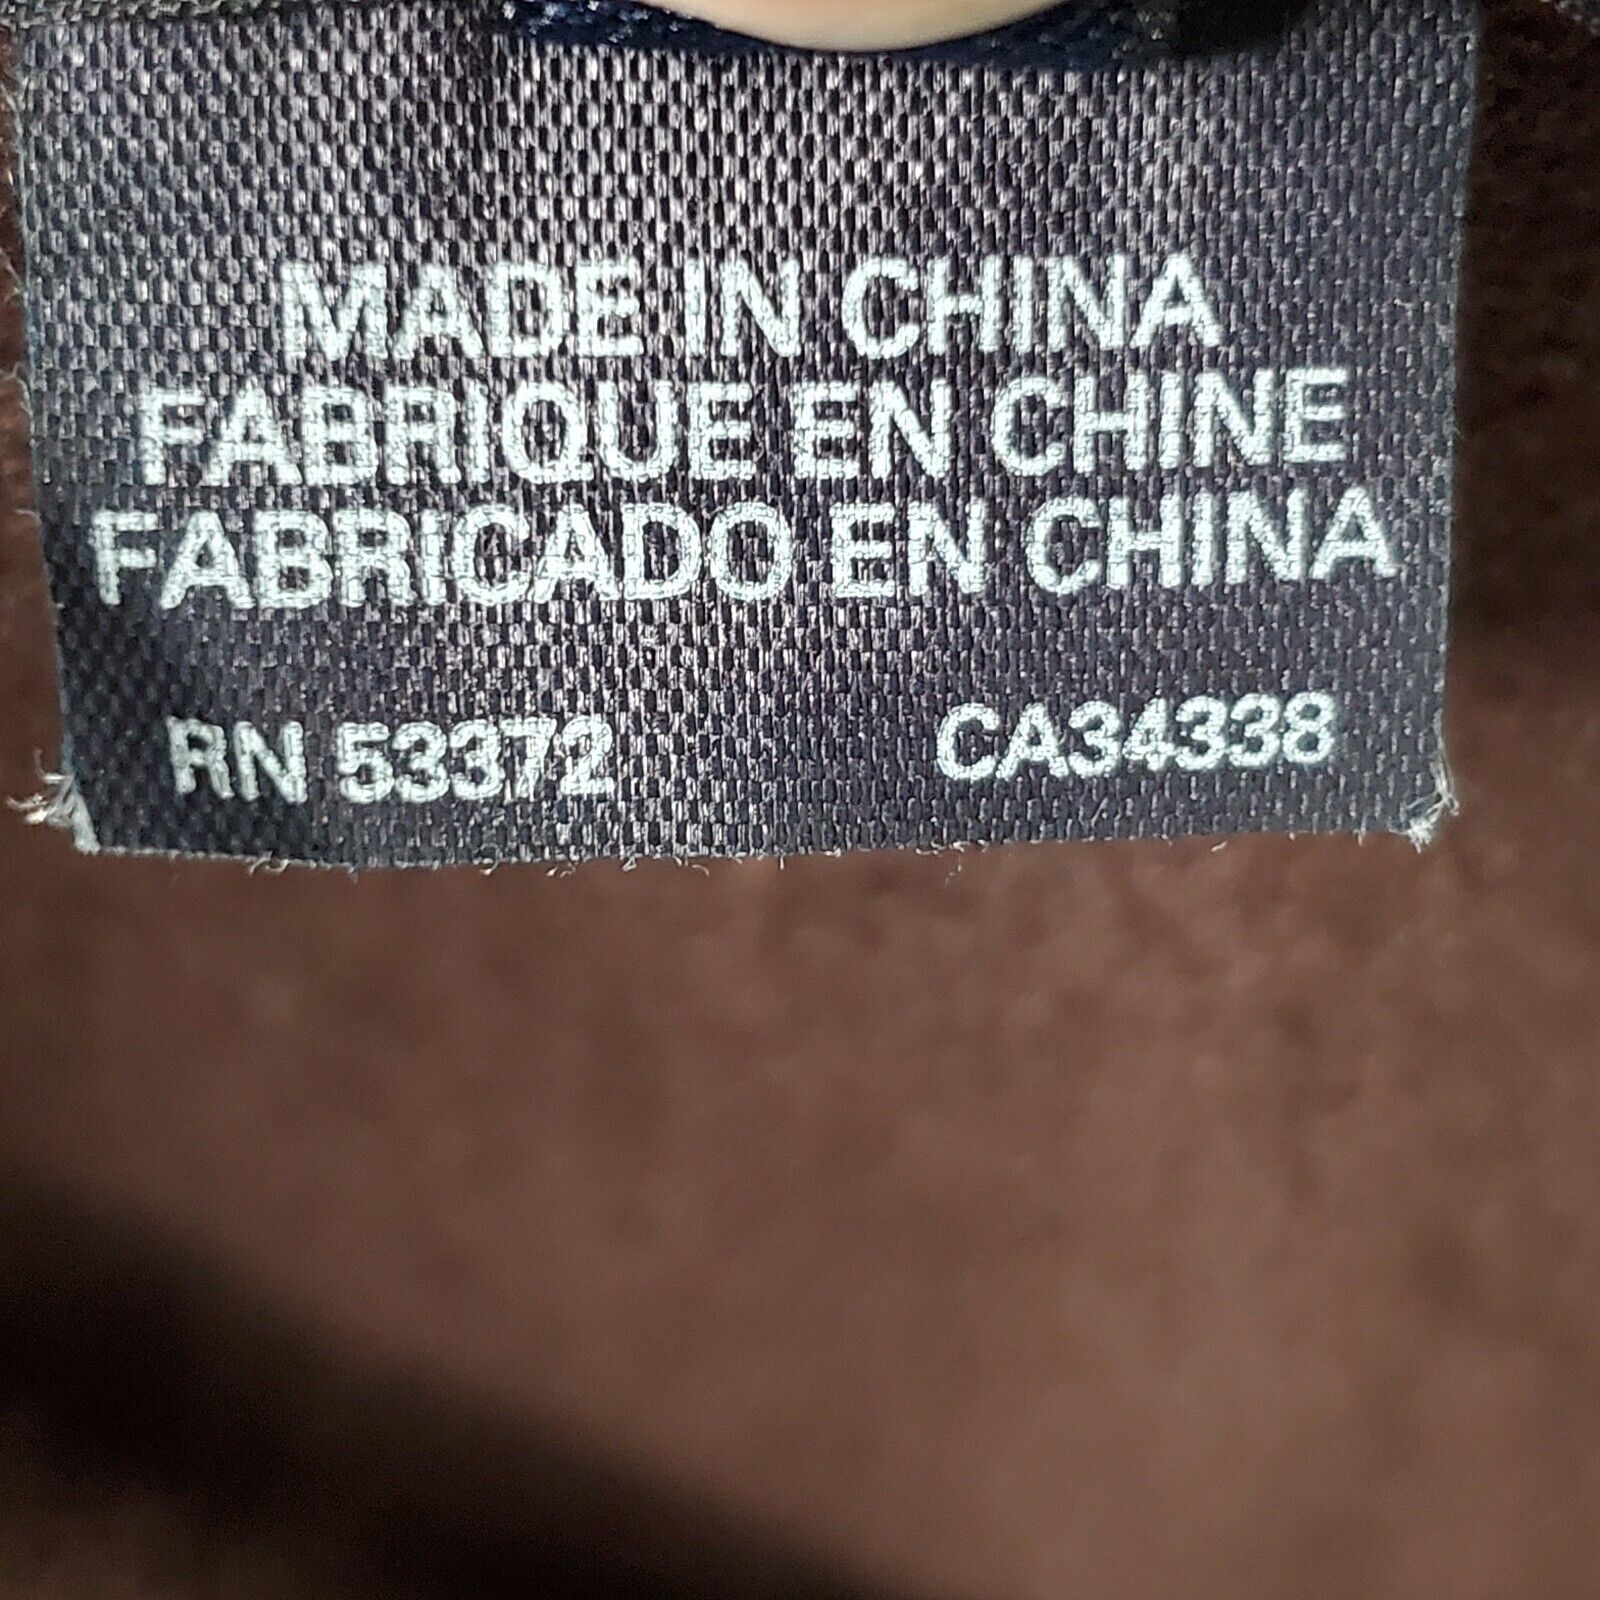 MADE IN CHINA
FABRIQUE EN CHINE
FABRICADO EN CHINA
RN 53372 CA34338